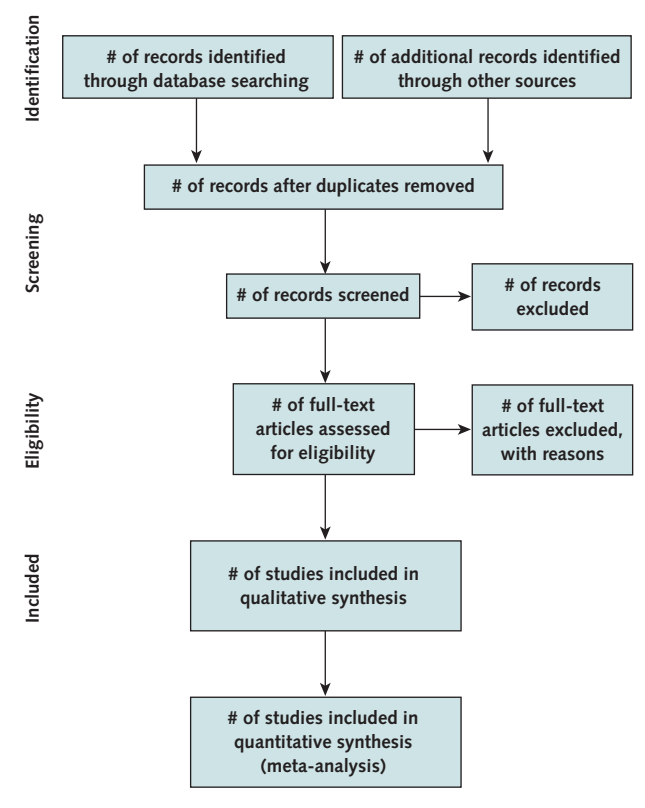 Identification
# of records identified
through database searching
# of additional records identified
through other sources
# of records after duplicates removed
Screening
# of records screened
# of records
excluded
Eligibility
# of full-text
articles assessed
for eligibility
# of full-text
articles excluded,
with reasons
Included
# of studies included in
qualitative synthesis
# of studies included in
quantitative synthesis
(meta-analysis)